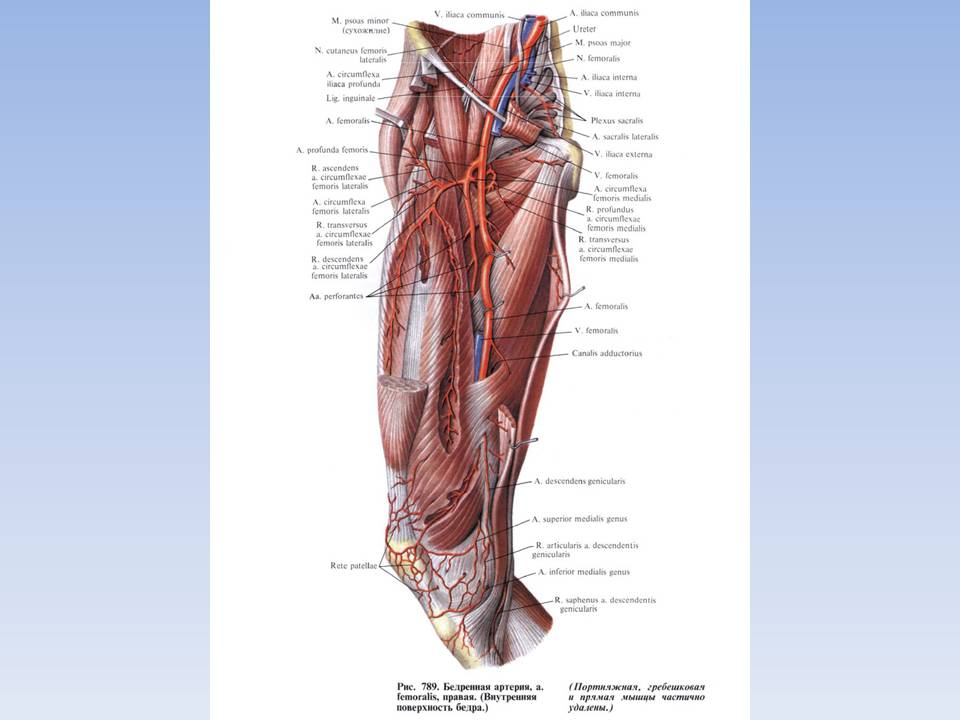 V. iliaca communis
M. psoas minor
(сухожилие)
N. cutaneus femoris
lateralis
A. circumflexa
iliaca profunda
Lig. inguinale
A. femoralis
A. profunda femoris
R. ascendens
a. circumflexae
femoris lateralis
A. circumflexa
femoris lateralis
R. transversus
a. circumflexae
femoris lateralis
R. descendens
a. circumflexae
femoris lateralis
Aa. perforantes
Rete patellae
A. iliaca communis
Ureter
M. psoas major
N. femoralis
A. iliaca interna
V. iliaca interna
Plexus sacralis
A. sacralis lateralis
V. iliaca externa
V. femoralis
A. circumflexa
femoris medialis
R. profundus
a. circumflexae
femoris medialis
R. transversus
a. circumflexae
femoris medialis
A. femoralis
V. femoralis
Canalis adductorius
A. descendens genicularis
A. superior medialis genus
R. articularis a. descendentis
genicularis
A. inferior medialis genus
R. saphenus a. descendentis
genicularis
Рис. 789. Бедренная артерия, a.
femoralis, правая. (Внутренняя
поверхность бедра.)
(Портняжная, гребешковая
и прямая мышцы частично
удалены.)